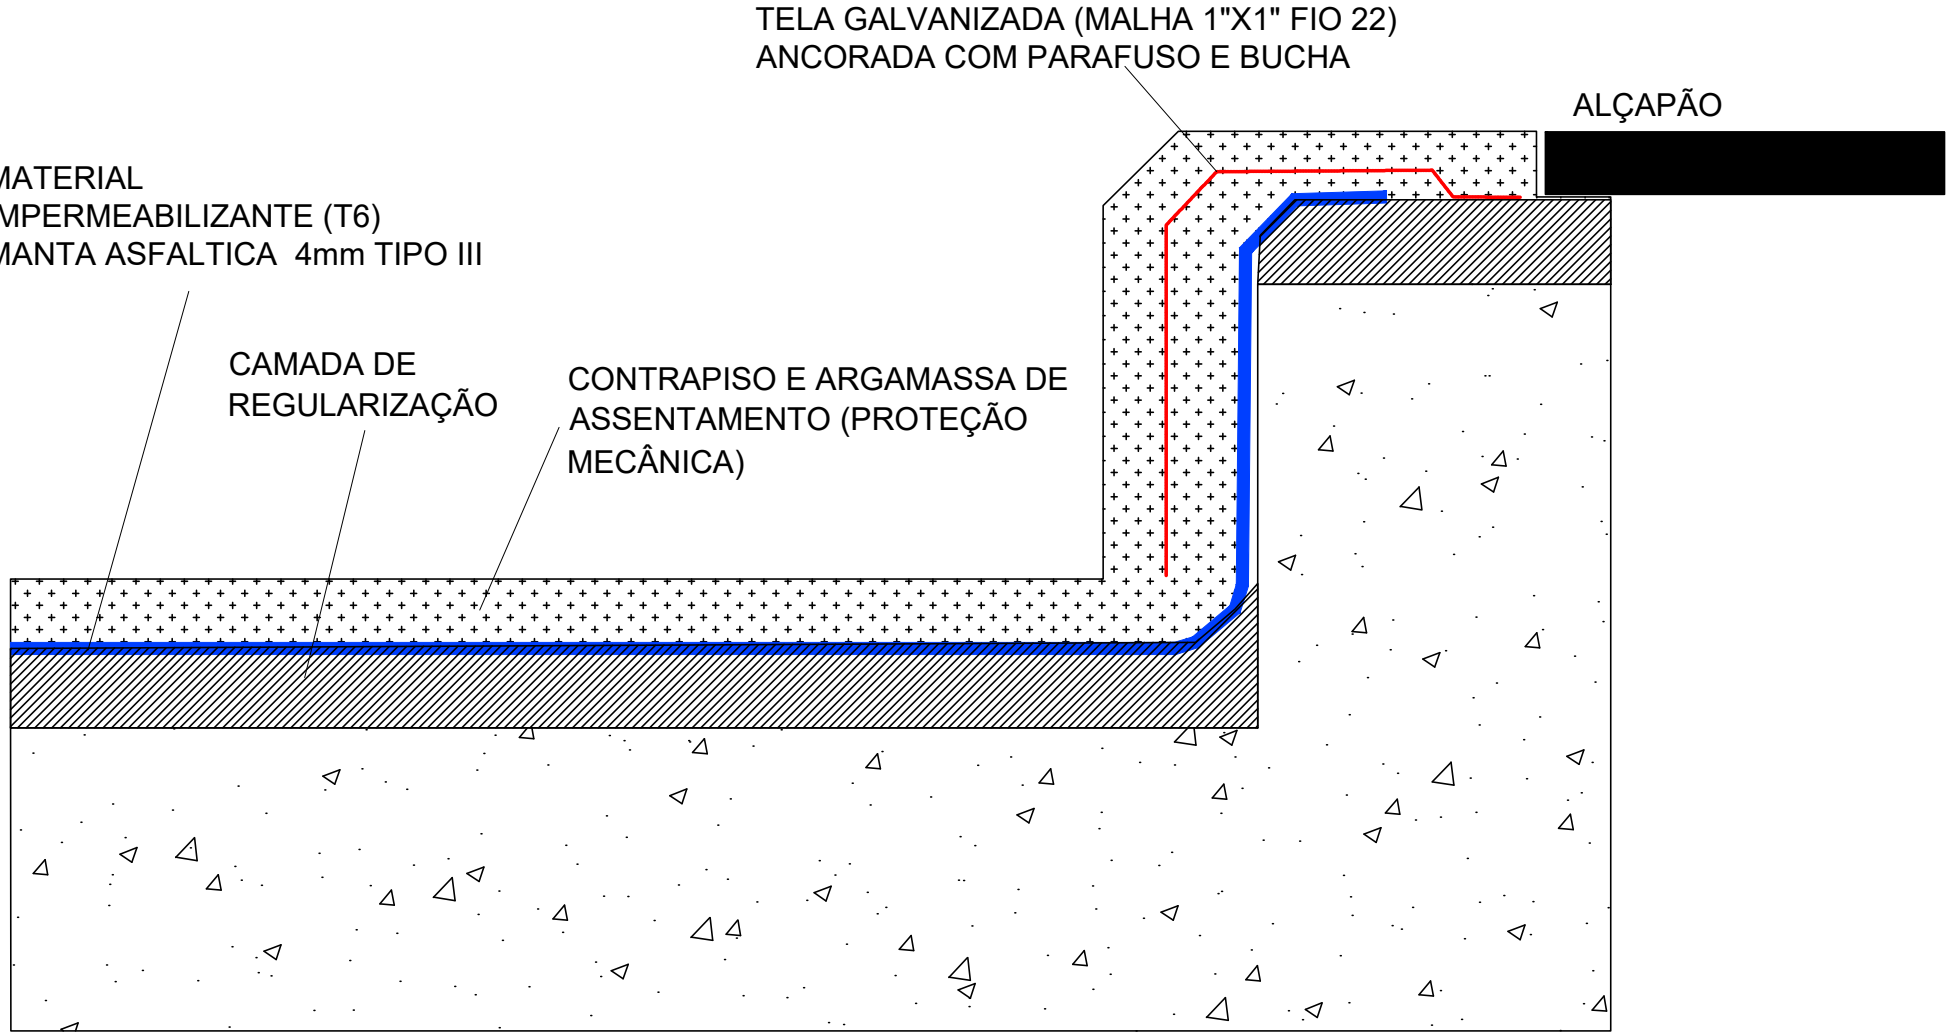 TELA GALVANIZADA (MALHA 1"X1" FIO 22)
ANCORADA COM PARAFUSO E BUCHA
ALÇAPÃO
MATERIAL
IMPERMEABILIZANTE (T6)
MANTA ASFALTICA 4mm TIPO III
CAMADA DE
REGULARIZAÇÃO
CONTRAPISO E ARGAMASSA DE
ASSENTAMENTO (PROTEÇÃO
MECÂNICA)